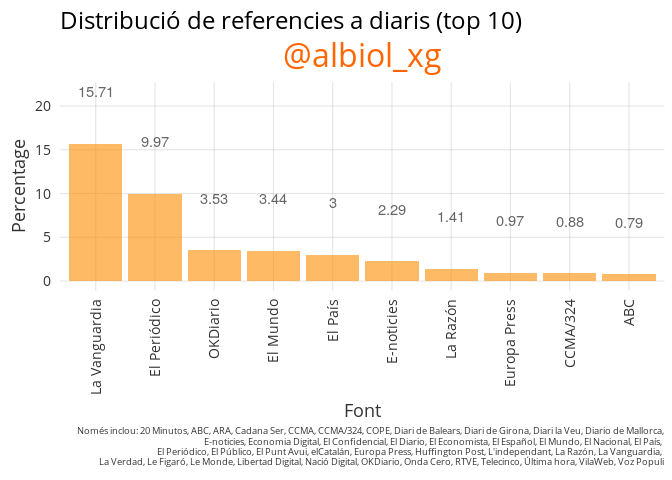 Distribució de referencies a diaris (top 10)
@albiol_xg
Percentage
20
15
10
5
0
15.71
9.97
3.53
3.44
3
2.29
1.41
0.97
0.88
0.79
La Vanguardia
El Periódico
OKDiario
El Mundo
El País
E-noticies
La Razón
Europa Press
CCMA/324
ABC
Font
Només inclou: 20 Minutos, ABC, ARA, Cadana Ser, CCMA, CCMA/324, COPE, Diari de Balears, Diari de Girona, Diari la Veu, Diario de Mallorca,
E-noticies, Economia Digital, El Confidencial, El Diario, El Economista, El Español, El Mundo, El Nacional, El País,
El Periódico, El Público, El Punt Avui, elCatalán, Europa Press, Huffington Post, L'independant, La Razón, La Vanguardia,
La Verdad, Le Figaró, Le Monde, Libertad Digital, Nació Digital, OKDiario, Onda Cero, RTVE, Telecinco, Última hora, VilaWeb, Voz Populi